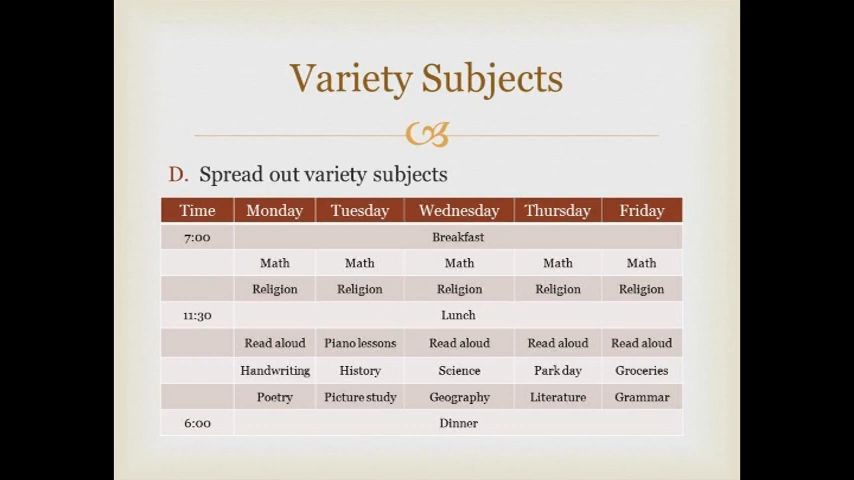 Variety Subjects
D. Spread out variety subjects
Time Monday Tuesday Wednesday Thursday Friday
7:00 Breakfast
Math Math Math Math Math
Religion Religion Religion Religion Religion
11:30 Lunch
Read aloud Piano lessons Read aloud Read aloud Read aloud
Handwriting History Science Park day Groceries
Poetry Picture study Geography Literature Grammar
6:00 Dinner